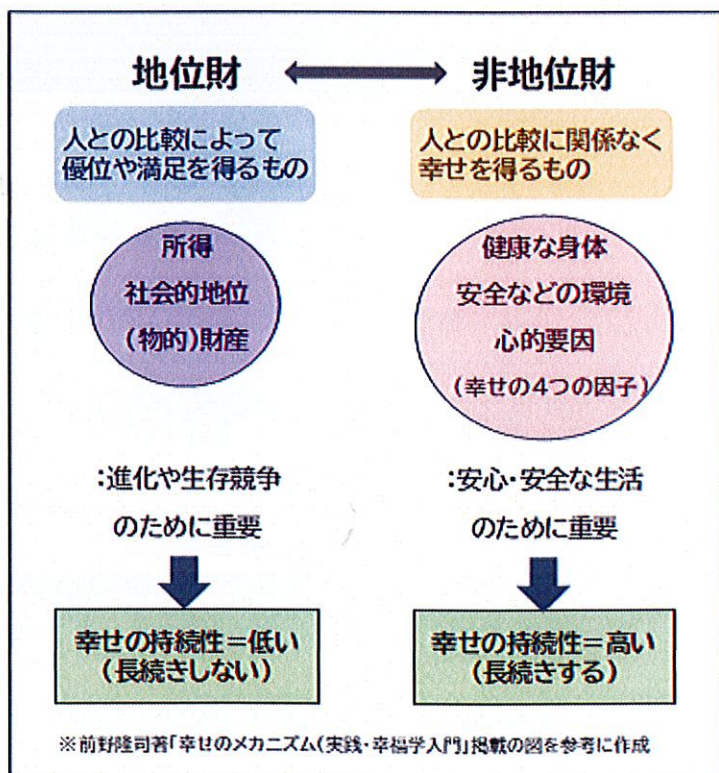 地位財
非地位財
人との比較によって
優位や満足を得るもの
人との比較に関係なく
幸せを得るもの
所得
社会的地位
(物的)財産
健康な身体
安全などの環境
心的要因
(幸せの4つの因子)
:進化や生存競争
のために重要
:安心・安全な生活
のために重要
幸せの持続性=低い
(長続きしない)
幸せの持続性=高い
(長続きする)
※前野隆司著「幸せのメカニズム(実践・幸福学入門」掲載の図を参考に作成